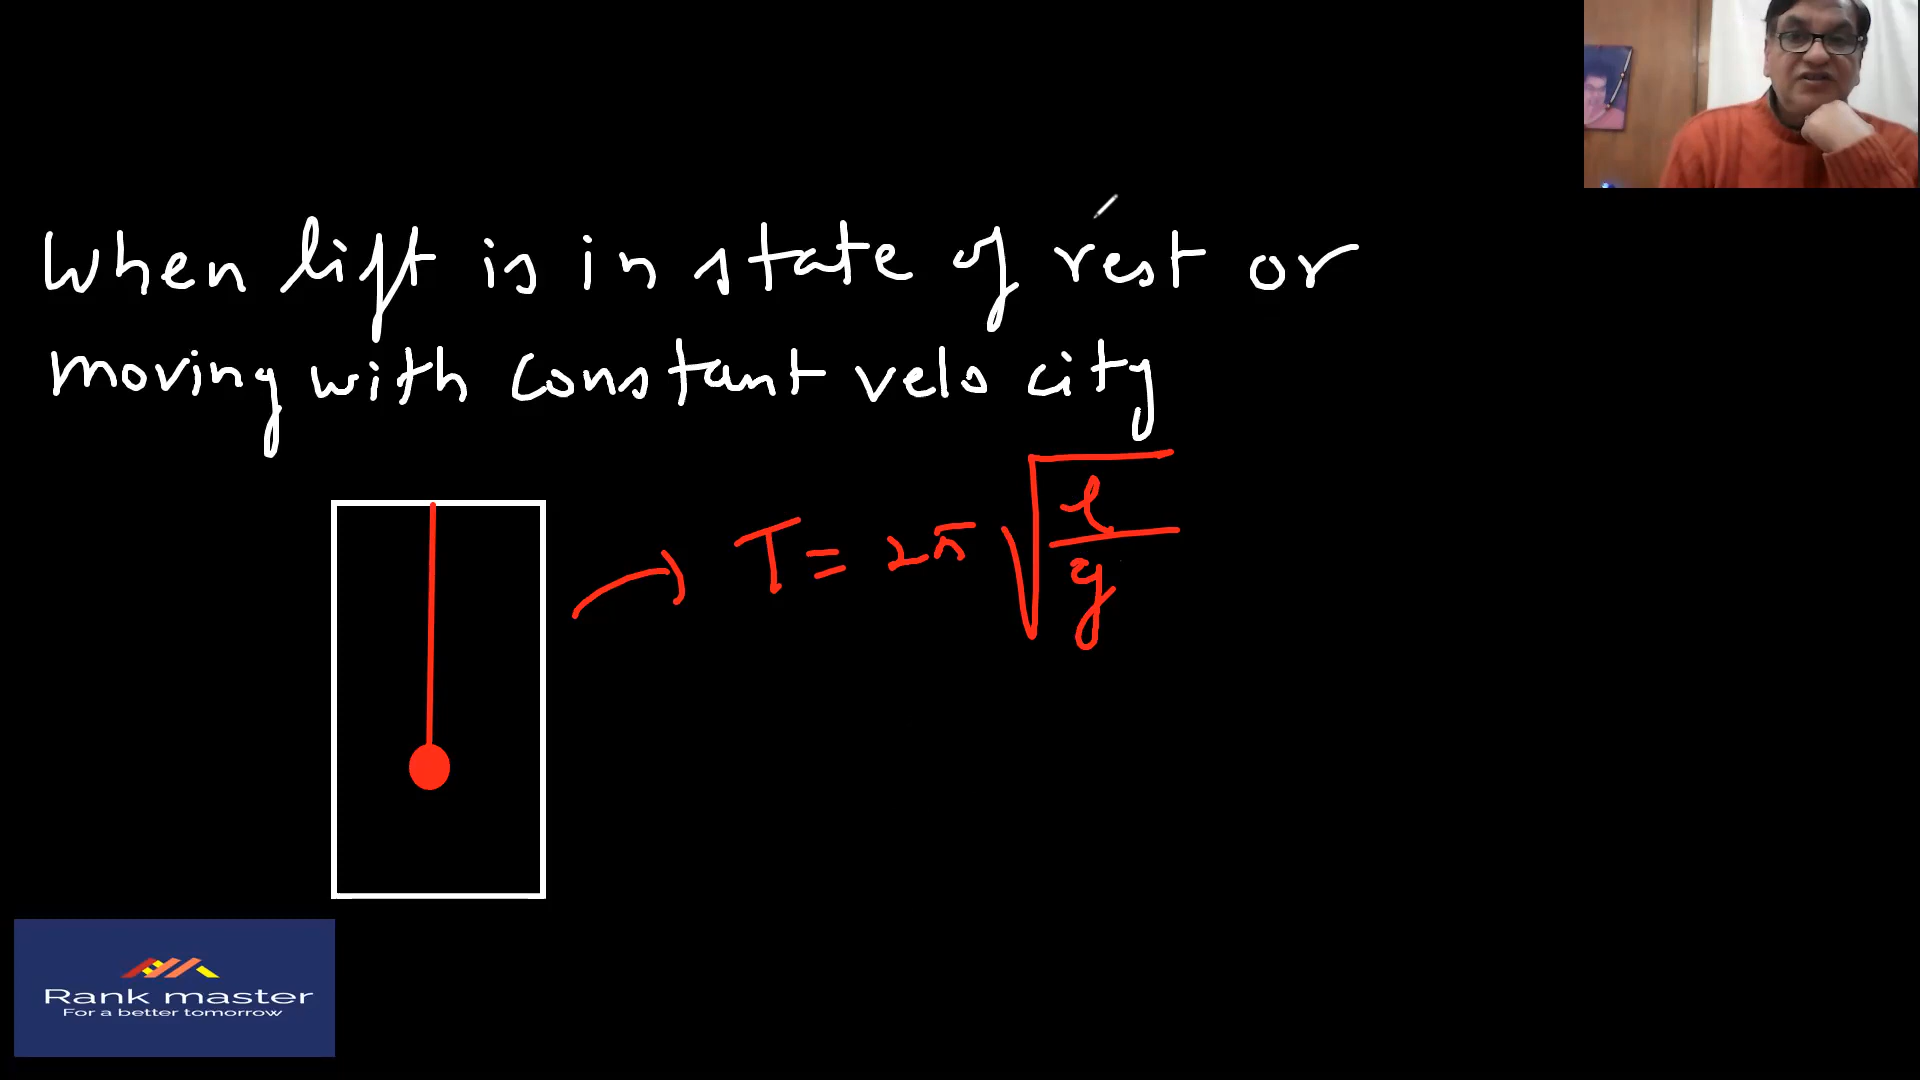 When lift is in state of rest or
moving with constant velocity
T = 2π √(l/g)
Rank master
For a better tomorrow